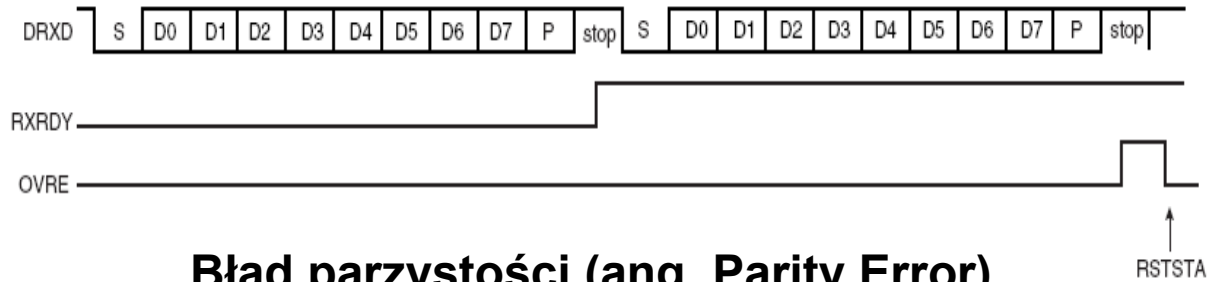 DRXD S D0 D1 D2 D3 D4 D5 D6 D7 P stop S D0 D1 D2 D3 D4 D5 D6 D7 P stop
RXRDY
OVRE
RSTSTA
Błąd parzystości (ang. Parity Error)